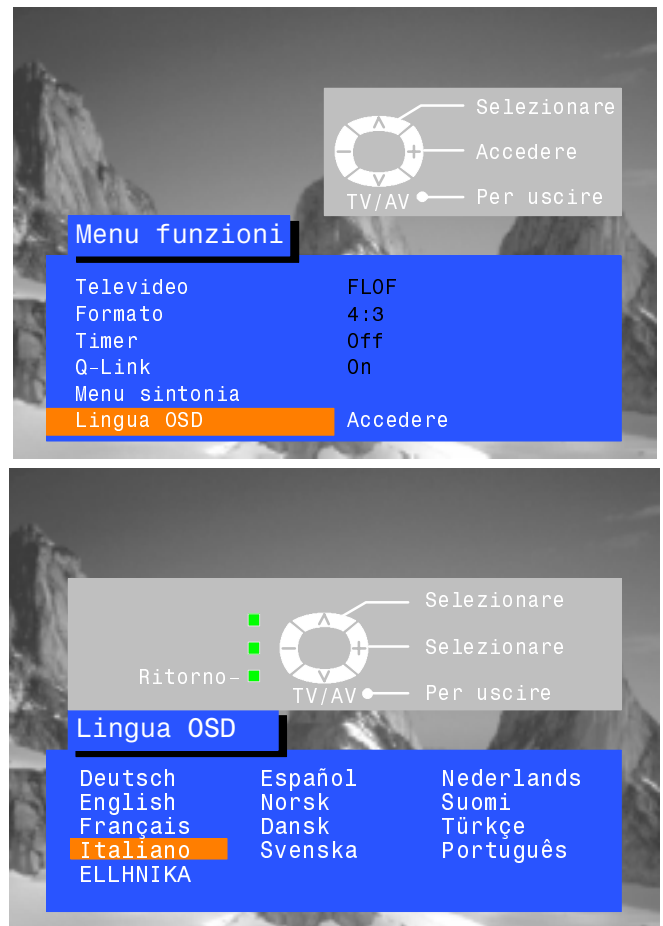 Selezionare
Accedere
TV/AV Per uscire
Menu funzioni
Televideo FLOF
Formato 4:3
Timer Off
Q-Link On
Menu sintonia
Lingua OSD Accedere
Selezionare
Selezionare
Ritorno
TV/AV Per uscire
Lingua OSD
Deutsch Español Nederlands
English Norsk Suomi
Français Dansk Türkçe
Italiano Svenska Português
ELLHNIKA